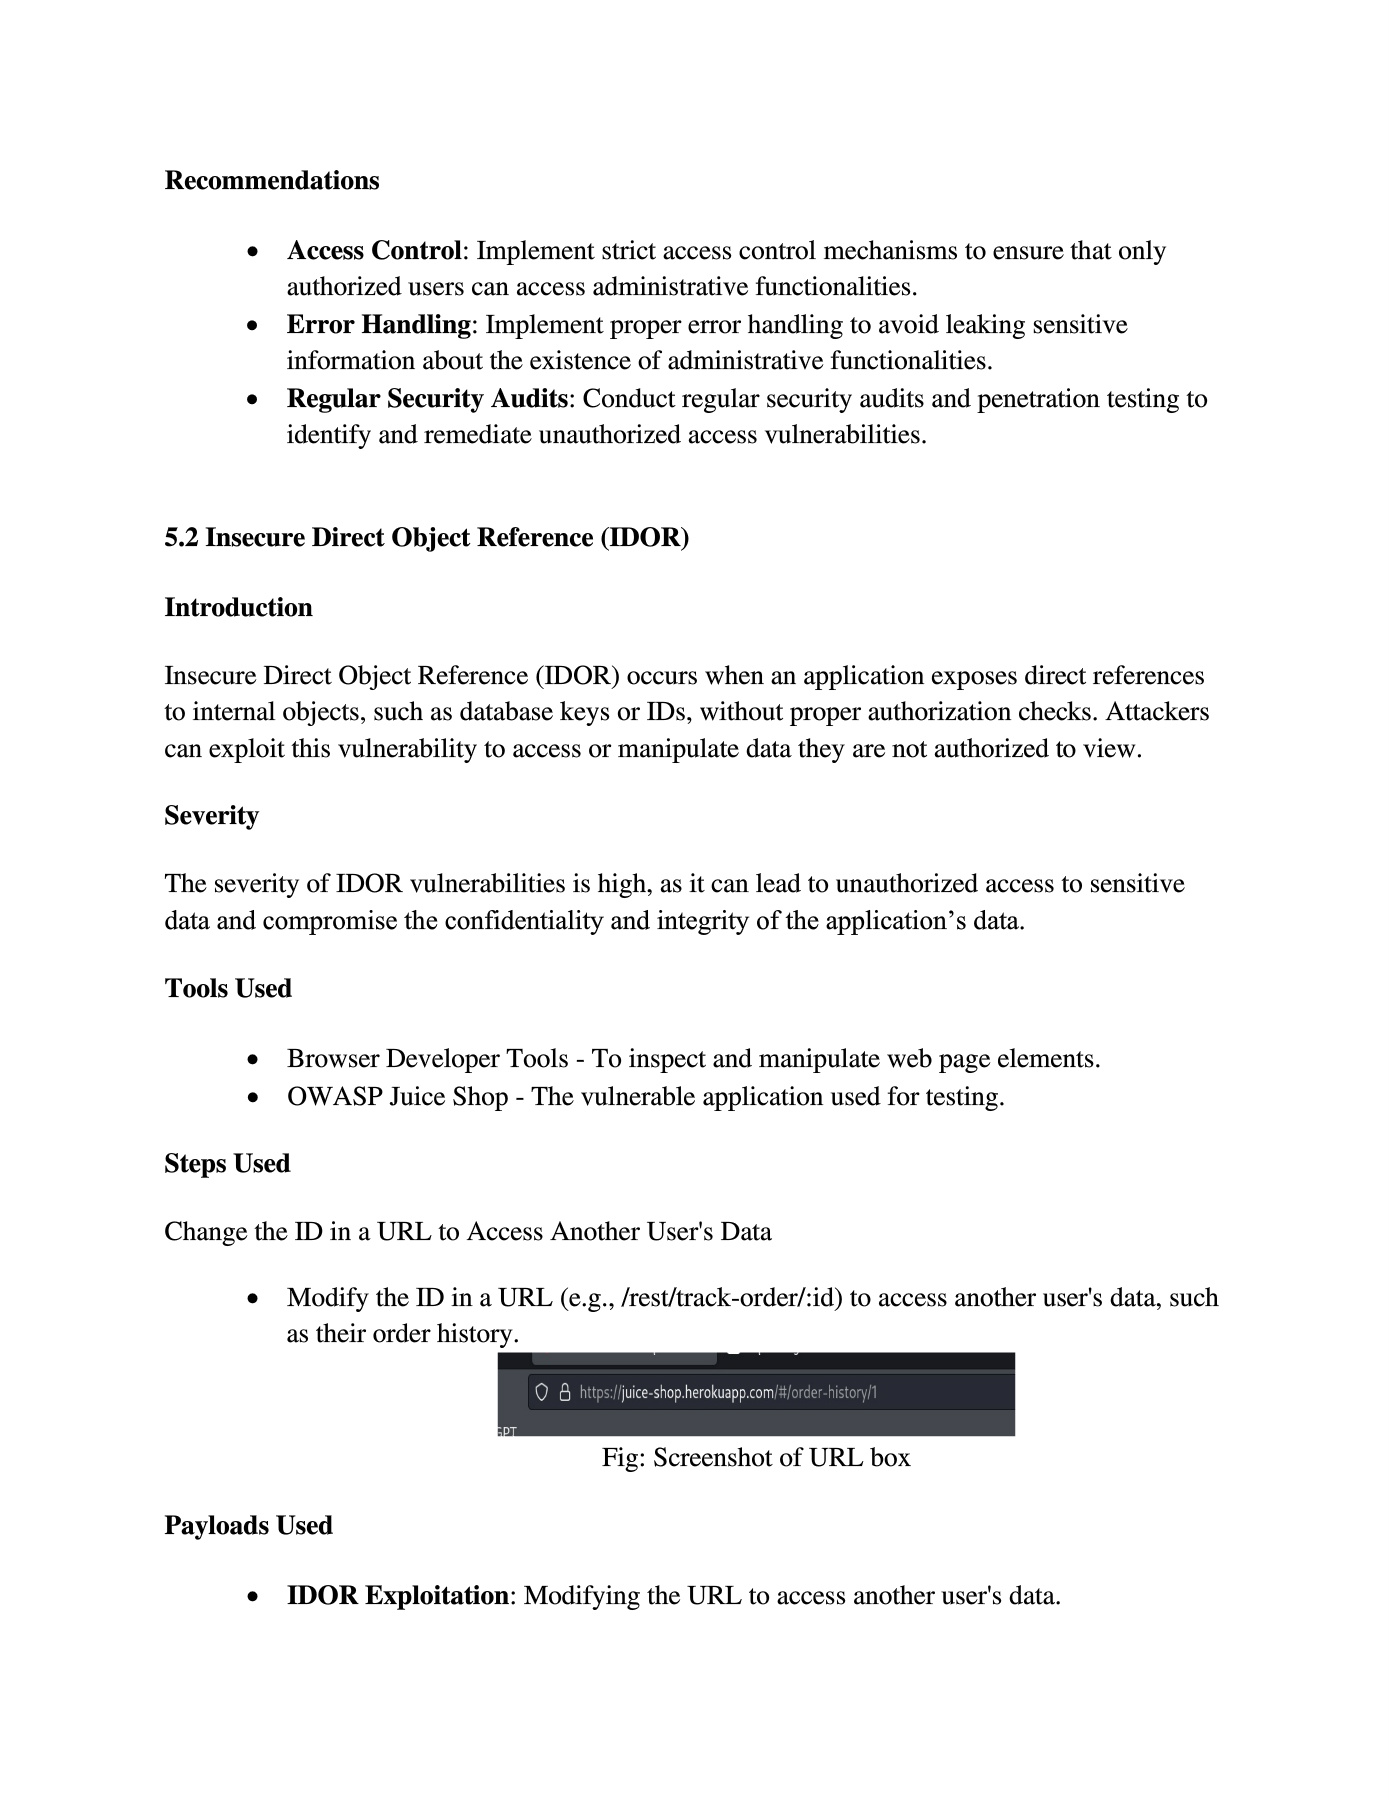 Recommendations
• Access Control: Implement strict access control mechanisms to ensure that only
authorized users can access administrative functionalities.
• Error Handling: Implement proper error handling to avoid leaking sensitive
information about the existence of administrative functionalities.
• Regular Security Audits: Conduct regular security audits and penetration testing to
identify and remediate unauthorized access vulnerabilities.
5.2 Insecure Direct Object Reference (IDOR)
Introduction
Insecure Direct Object Reference (IDOR) occurs when an application exposes direct references
to internal objects, such as database keys or IDs, without proper authorization checks. Attackers
can exploit this vulnerability to access or manipulate data they are not authorized to view.
Severity
The severity of IDOR vulnerabilities is high, as it can lead to unauthorized access to sensitive
data and compromise the confidentiality and integrity of the application’s data.
Tools Used
• Browser Developer Tools - To inspect and manipulate web page elements.
• OWASP Juice Shop - The vulnerable application used for testing.
Steps Used
Change the ID in a URL to Access Another User's Data
• Modify the ID in a URL (e.g., /rest/track-order/:id) to access another user's data, such
as their order history.
https://juice-shop.herokuapp.com/#/order-history/1
Fig: Screenshot of URL box
Payloads Used
• IDOR Exploitation: Modifying the URL to access another user's data.